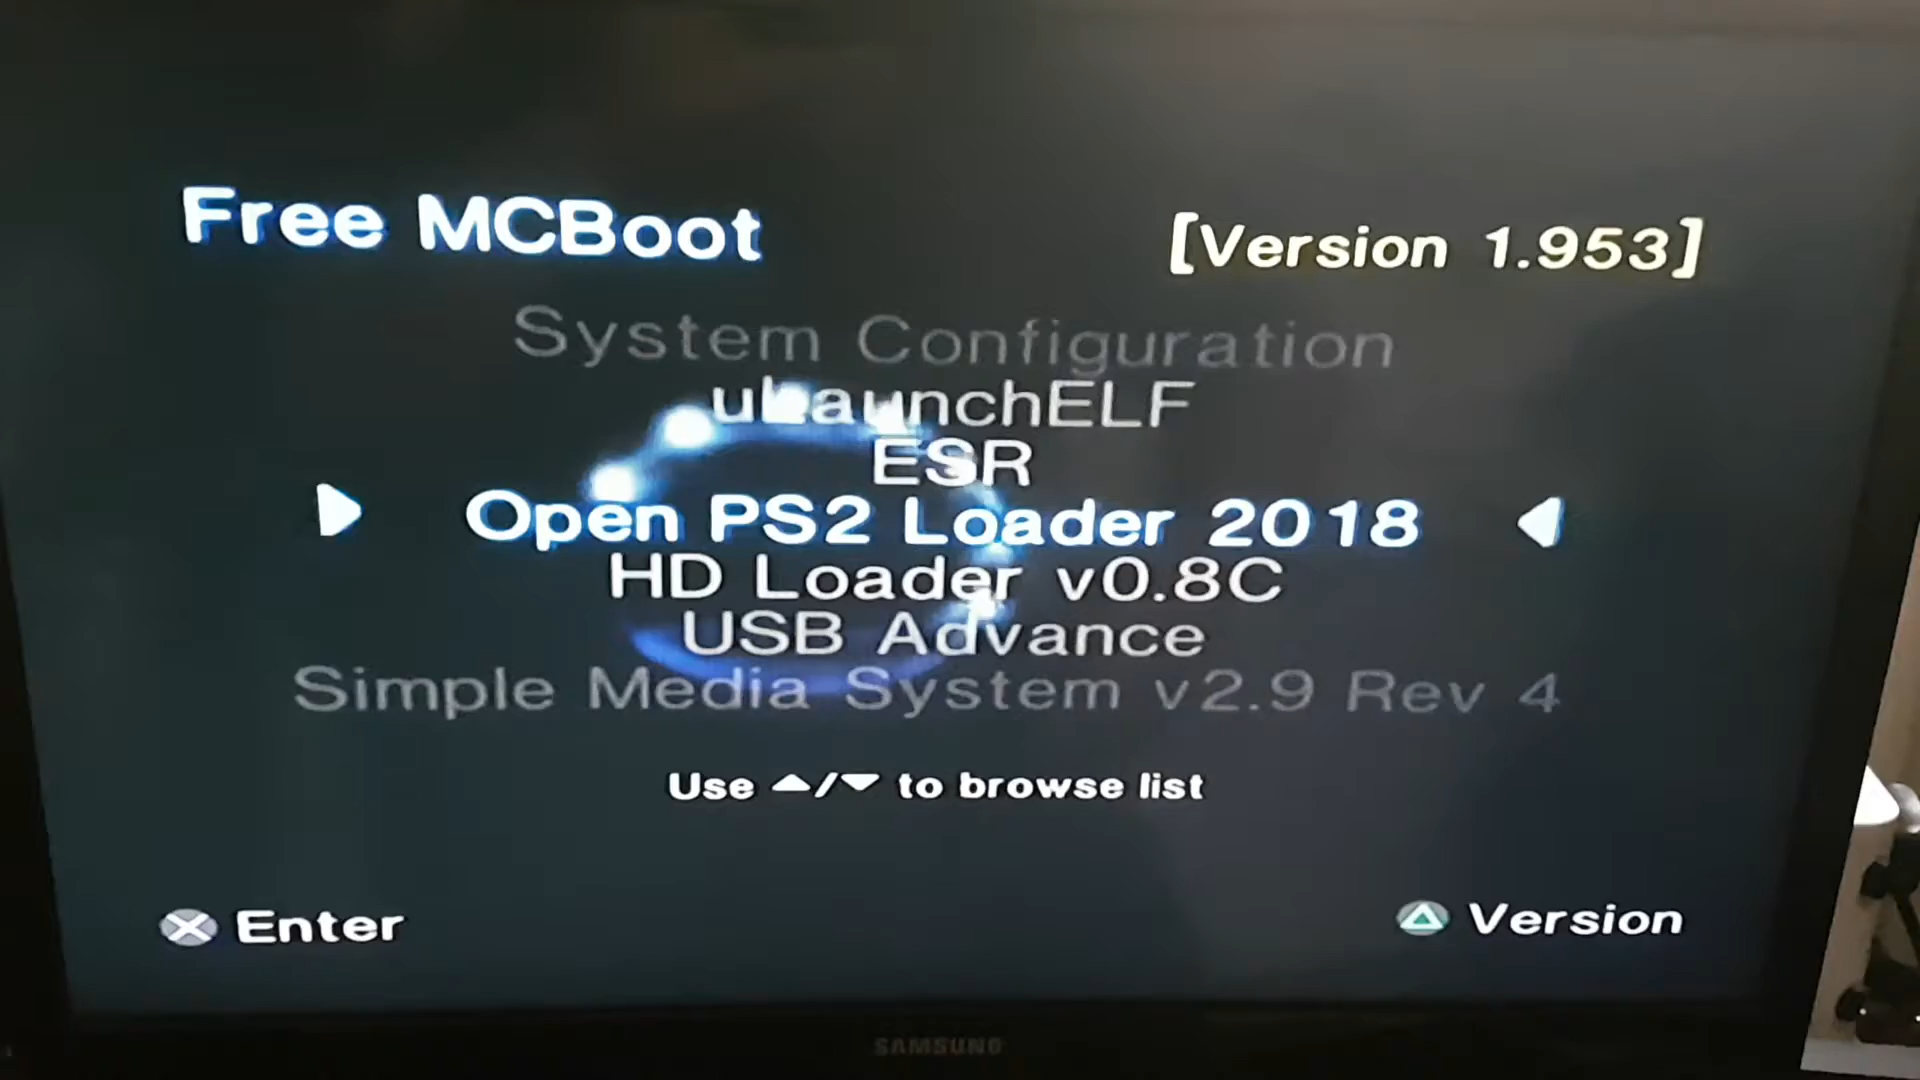 Free MCBoot
[Version 1.953]
System Configuration
uLaunchELF
ESR
Open PS2 Loader 2018
HD Loader v0.8C
USB Advance
Simple Media System v2.9 Rev 4
Use ▲/▼ to browse list
Enter
Version
SAMSUNG